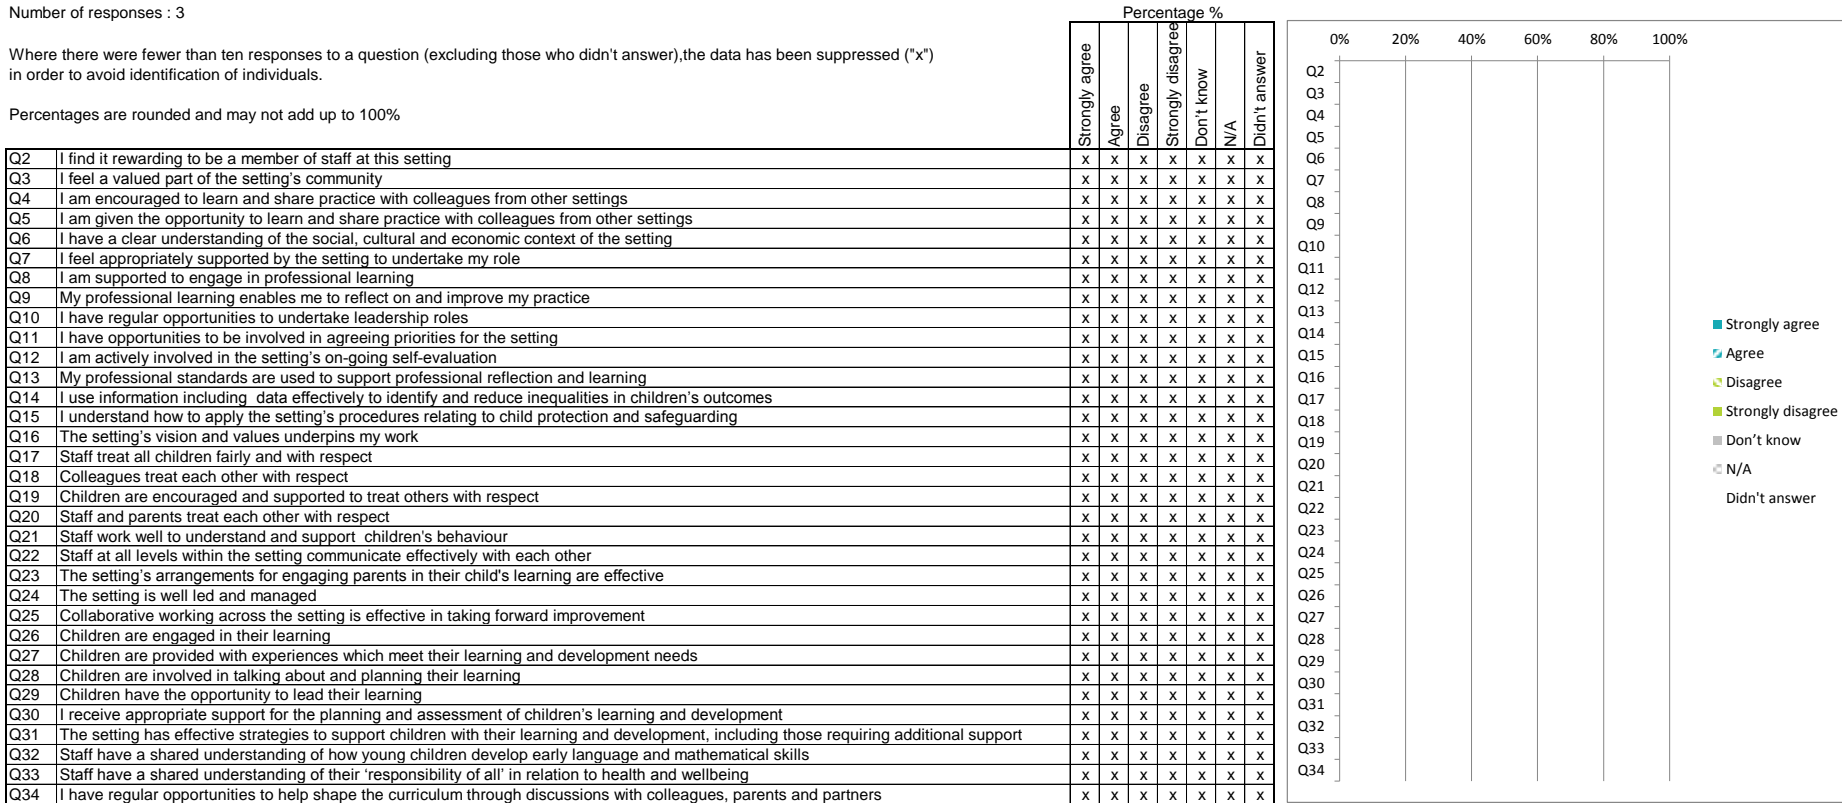 Number of responses : 3
Percentage %
Where there were fewer than ten responses to a question (excluding those who didn't answer),the data has been suppressed ("x")
in order to avoid identification of individuals.
Percentages are rounded and may not add up to 100%
Strongly agree
Agree
Disagree
Strongly disagree
Don't know
N/A
Didn't answer
Q2 I find it rewarding to be a member of staff at this setting x x x x x x x
Q3 I feel a valued part of the setting’s community x x x x x x x
Q4 I am encouraged to learn and share practice with colleagues from other settings x x x x x x x
Q5 I am given the opportunity to learn and share practice with colleagues from other settings x x x x x x x
Q6 I have a clear understanding of the social, cultural and economic context of the setting x x x x x x x
Q7 I feel appropriately supported by the setting to undertake my role x x x x x x x
Q8 I am supported to engage in professional learning x x x x x x x
Q9 My professional learning enables me to reflect on and improve my practice x x x x x x x
Q10 I have regular opportunities to undertake leadership roles x x x x x x x
Q11 I have opportunities to be involved in agreeing priorities for the setting x x x x x x x
Q12 I am actively involved in the setting’s on-going self-evaluation x x x x x x x
Q13 My professional standards are used to support professional reflection and learning x x x x x x x
Q14 I use information including  data effectively to identify and reduce inequalities in children’s outcomes x x x x x x x
Q15 I understand how to apply the setting’s procedures relating to child protection and safeguarding x x x x x x x
Q16 The setting’s vision and values underpins my work x x x x x x x
Q17 Staff treat all children fairly and with respect x x x x x x x
Q18 Colleagues treat each other with respect x x x x x x x
Q19 Children are encouraged and supported to treat others with respect x x x x x x x
Q20 Staff and parents treat each other with respect x x x x x x x
Q21 Staff work well to understand and support  children's behaviour x x x x x x x
Q22 Staff at all levels within the setting communicate effectively with each other x x x x x x x
Q23 The setting’s arrangements for engaging parents in their child's learning are effective x x x x x x x
Q24 The setting is well led and managed x x x x x x x
Q25 Collaborative working across the setting is effective in taking forward improvement x x x x x x x
Q26 Children are engaged in their learning x x x x x x x
Q27 Children are provided with experiences which meet their learning and development needs x x x x x x x
Q28 Children are involved in talking about and planning their learning x x x x x x x
Q29 Children have the opportunity to lead their learning x x x x x x x
Q30 I receive appropriate support for the planning and assessment of children’s learning and development x x x x x x x
Q31 The setting has effective strategies to support children with their learning and development, including those requiring additional support x x x x x x x
Q32 Staff have a shared understanding of how young children develop early language and mathematical skills x x x x x x x
Q33 Staff have a shared understanding of their ‘responsibility of all’ in relation to health and wellbeing x x x x x x x
Q34 I have regular opportunities to help shape the curriculum through discussions with colleagues, parents and partners x x x x x x x
0% 20% 40% 60% 80% 100%
Q2
Q3
Q4
Q5
Q6
Q7
Q8
Q9
Q10
Q11
Q12
Q13
Q14
Q15
Q16
Q17
Q18
Q19
Q20
Q21
Q22
Q23
Q24
Q25
Q26
Q27
Q28
Q29
Q30
Q31
Q32
Q33
Q34
Strongly agree
Agree
Disagree
Strongly disagree
Don’t know
N/A
Didn't answer